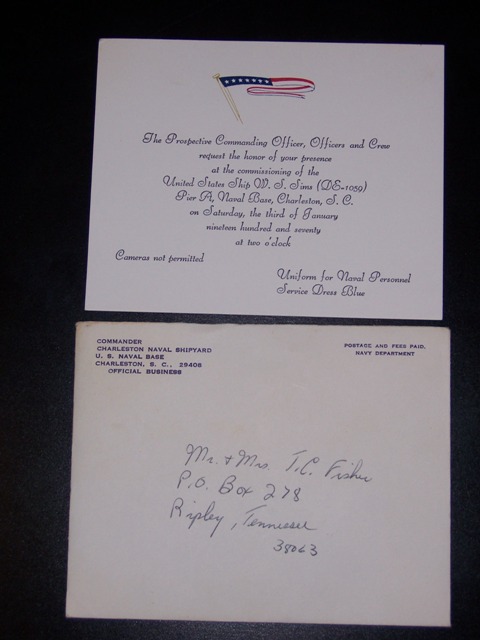 The Prospective Commanding Officer, Officers and Crew
request the honor of your presence
at the commissioning of the
United States Ship W. S. Sims (DE-1059)
Pier A, Naval Base, Charleston, S. C.
on Saturday, the third of January
nineteen hundred and seventy
at two o'clock
Cameras not permitted
Uniform for Naval Personnel
Service Dress Blue
COMMANDER
CHARLESTON NAVAL SHIPYARD
U. S. NAVAL BASE
CHARLESTON, S. C., 29408
OFFICIAL BUSINESS
POSTAGE AND FEES PAID,
NAVY DEPARTMENT
Mr. + Mrs. T.C. Fisher
P.O. Box 278
Ripley, Tennessee
38063